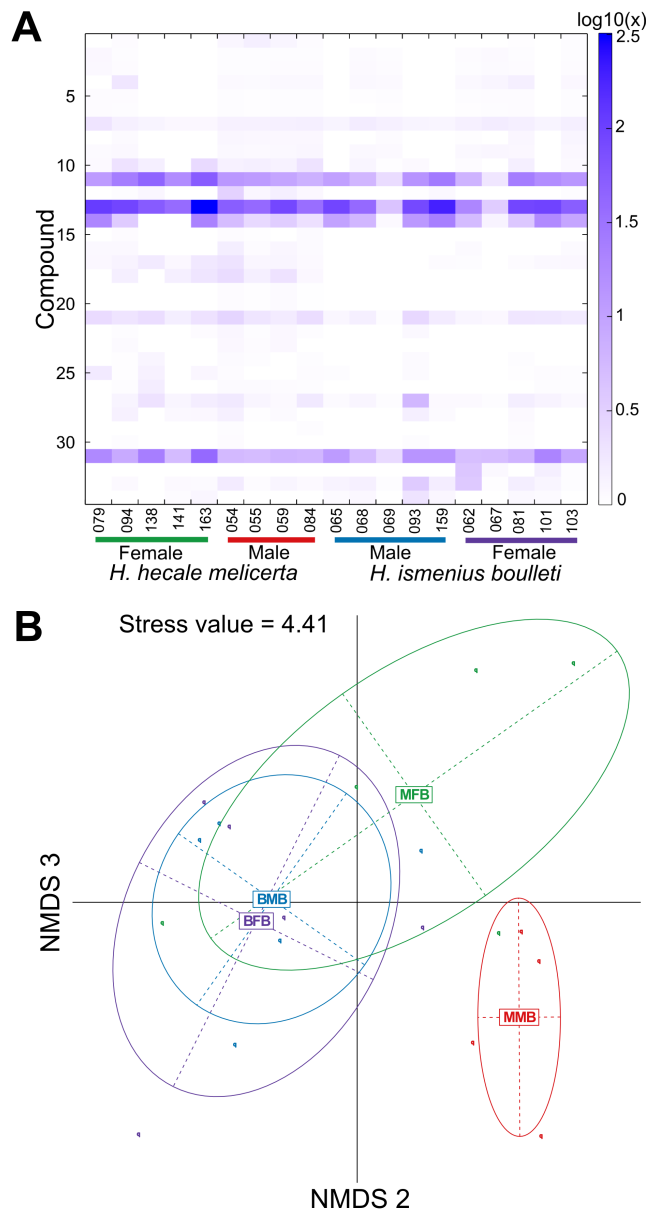 A
log10(x)
2.5
2
1.5
1
0.5
0
Compound
5
10
15
20
25
30
079 094 138 141 163 054 055 059 084 065 068 069 093 159 062 067 081 101 103
Female Male Male Female
H. hecale melicerta H. ismenius boulleti
B
Stress value = 4.41
MFB
BMB
BFB
MMB
NMDS 3
NMDS 2